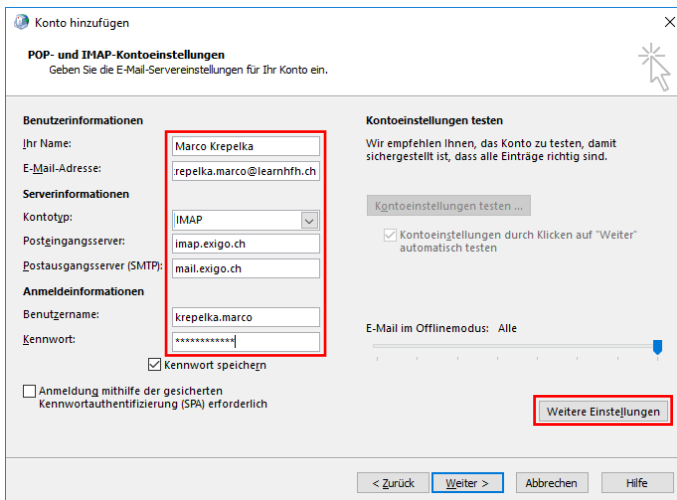 Konto hinzufügen
POP- und IMAP-Kontoeinstellungen
Geben Sie die E-Mail-Servereinstellungen für Ihr Konto ein.
Benutzerinformationen
Ihr Name:
Marco Krepelka
E-Mail-Adresse:
repelka.marco@learnhfh.ch
Serverinformationen
Kontotyp:
IMAP
Posteingangsserver:
imap.exigo.ch
Postausgangsserver (SMTP):
mail.exigo.ch
Anmeldeinformationen
Benutzername:
krepelka.marco
Kennwort:
************
Kennwort speichern
Anmeldung mithilfe der gesicherten
Kennwortauthentifizierung (SPA) erforderlich
Kontoeinstellungen testen
Wir empfehlen Ihnen, das Konto zu testen, damit
sichergestellt ist, dass alle Einträge richtig sind.
Kontoeinstellungen testen ...
Kontoeinstellungen durch Klicken auf "Weiter"
automatisch testen
E-Mail im Offlinemodus: Alle
Weitere Einstellungen
< Zurück
Weiter >
Abbrechen
Hilfe